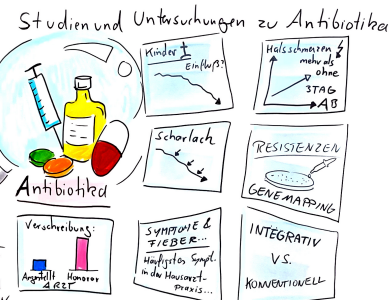 Studien und Untersuchungen zu Antibiotika
Kinder
Einfluß?
Halsschmerzen
mehr als
ohne
3TAG
AB
Antibiotika
Scharlach
RESISTENZEN
GENEMAPPING
Verschreibung:
Angestellt Honorar
ARZT
SYMPTOME &
FIEBER...
Häufigstes Sympt.
in der Hausarzt-
Praxis...
INTEGRATIV
VS.
KONVENTIONELL